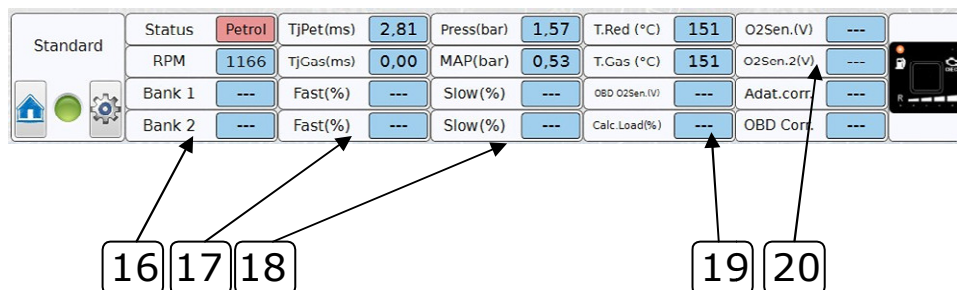 Standard
Status Petrol TjPet(ms) 2,81 Press(bar) 1,57 T.Red (°C) 151 O2Sen.(V) ---
RPM 1166 TjGas(ms) 0,00 MAP(bar) 0,53 T.Gas (°C) 151 O2Sen.2(V) ---
Bank 1 --- Fast(%) --- Slow(%) --- OBD O2Sen.(V) --- Adat.corr. ---
Bank 2 --- Fast(%) --- Slow(%) --- Calc.Load(%) --- OBD Corr. ---
R
16 17 18 19 20